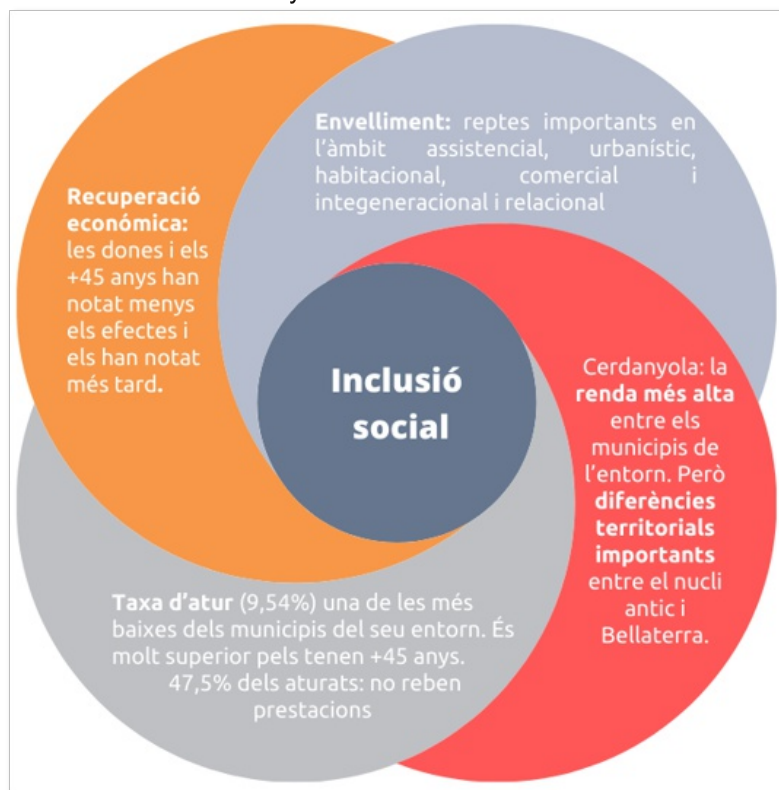 Envelliment: reptes importants en
l'àmbit assistencial, urbanístic,
habitacional, comercial i
integeneracional i relacional
Recuperació
económica:
les dones i els
+45 anys han
notat menys
els efectes i
els han notat
més tard.
Inclusió
social
Cerdanyola: la
renda més alta
entre els
municipis de
l'entorn. Però
diferències
territorials
importants
entre el nucli
antic i
Bellaterra.
Taxa d'atur (9,54%) una de les més
baixes dels municipis del seu entorn. És
molt superior pels tenen +45 anys.
47,5% dels aturats: no reben
prestacions